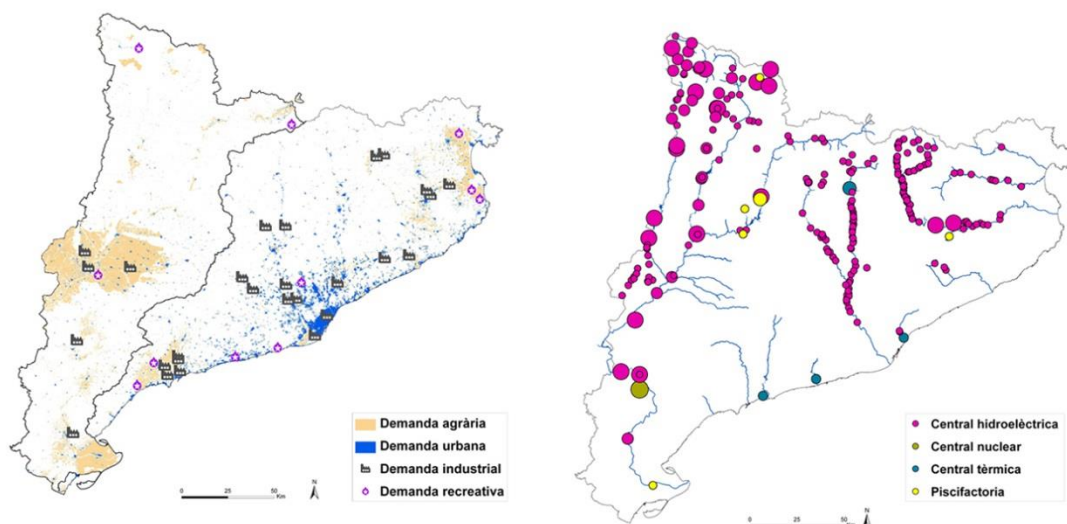 Demanda agrària
Demanda urbana
Demanda industrial
Demanda recreativa
0 25 50
Km
N
Central hidroelèctrica
Central nuclear
Central tèrmica
Piscifactoria
0 25 50
N